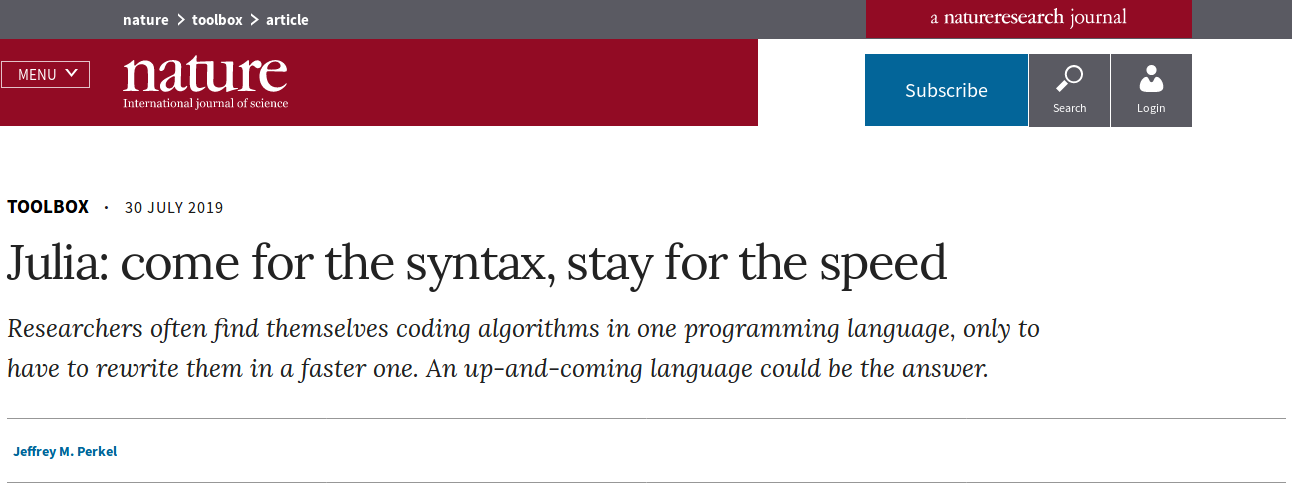 nature > toolbox > article
a natureresearch journal
MENU
nature
International journal of science
Subscribe
Search
Login
TOOLBOX · 30 JULY 2019
Julia: come for the syntax, stay for the speed
Researchers often find themselves coding algorithms in one programming language, only to
have to rewrite them in a faster one. An up-and-coming language could be the answer.
Jeffrey M. Perkel